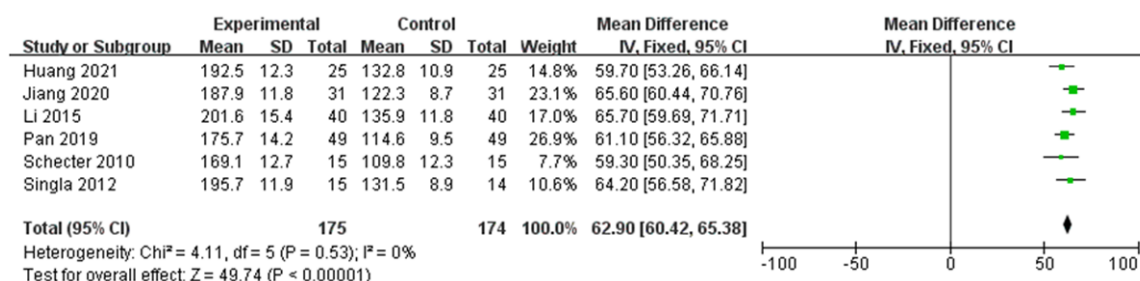 Experimental Control Mean Difference Mean Difference
Study or Subgroup Mean SD Total Mean SD Total Weight IV, Fixed, 95% CI IV, Fixed, 95% CI
Huang 2021 192.5 12.3 25 132.8 10.9 25 14.8% 59.70 [53.26, 66.14]
Jiang 2020 187.9 11.8 31 122.3 8.7 31 23.1% 65.60 [60.44, 70.76]
Li 2015 201.6 15.4 40 135.9 11.8 40 17.0% 65.70 [59.69, 71.71]
Pan 2019 175.7 14.2 49 114.6 9.5 49 26.9% 61.10 [56.32, 65.88]
Schecter 2010 169.1 12.7 15 109.8 12.3 15 7.7% 59.30 [50.35, 68.25]
Singla 2012 195.7 11.9 15 131.5 8.9 14 10.6% 64.20 [56.58, 71.82]
Total (95% CI) 175 174 100.0% 62.90 [60.42, 65.38]
Heterogeneity: Chi² = 4.11, df = 5 (P = 0.53); I² = 0%
Test for overall effect: Z = 49.74 (P < 0.00001)
-100 -50 0 50 100